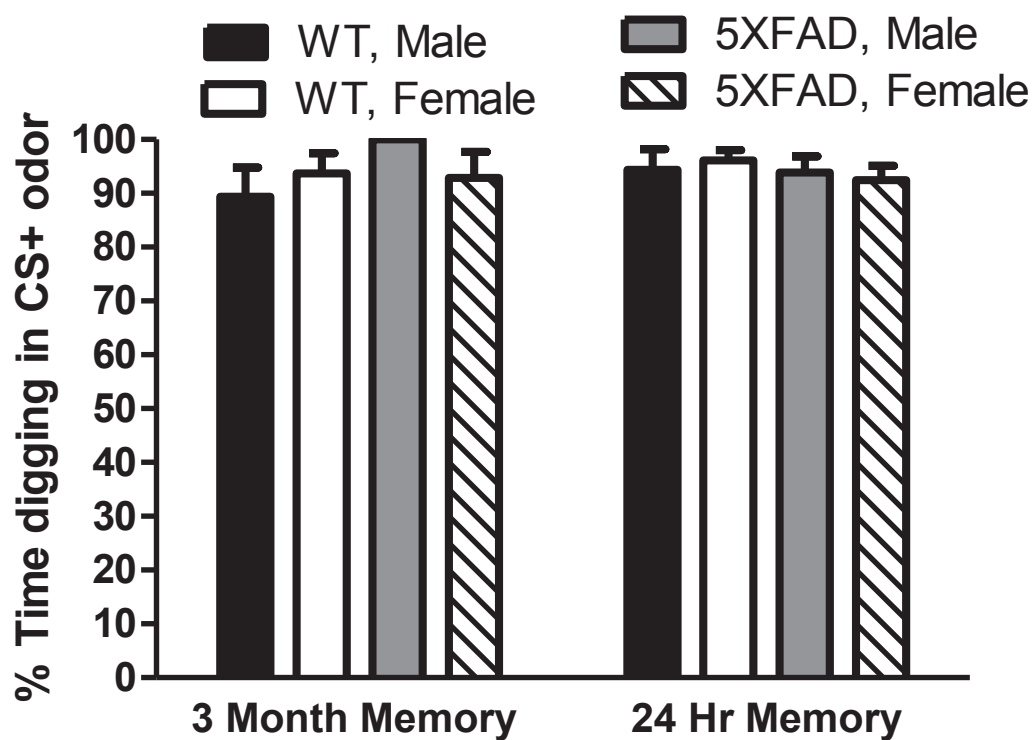 WT, Male
WT, Female
5XFAD, Male
5XFAD, Female
% Time digging in CS+ odor
100
90
80
70
60
50
40
30
20
10
0
3 Month Memory
24 Hr Memory